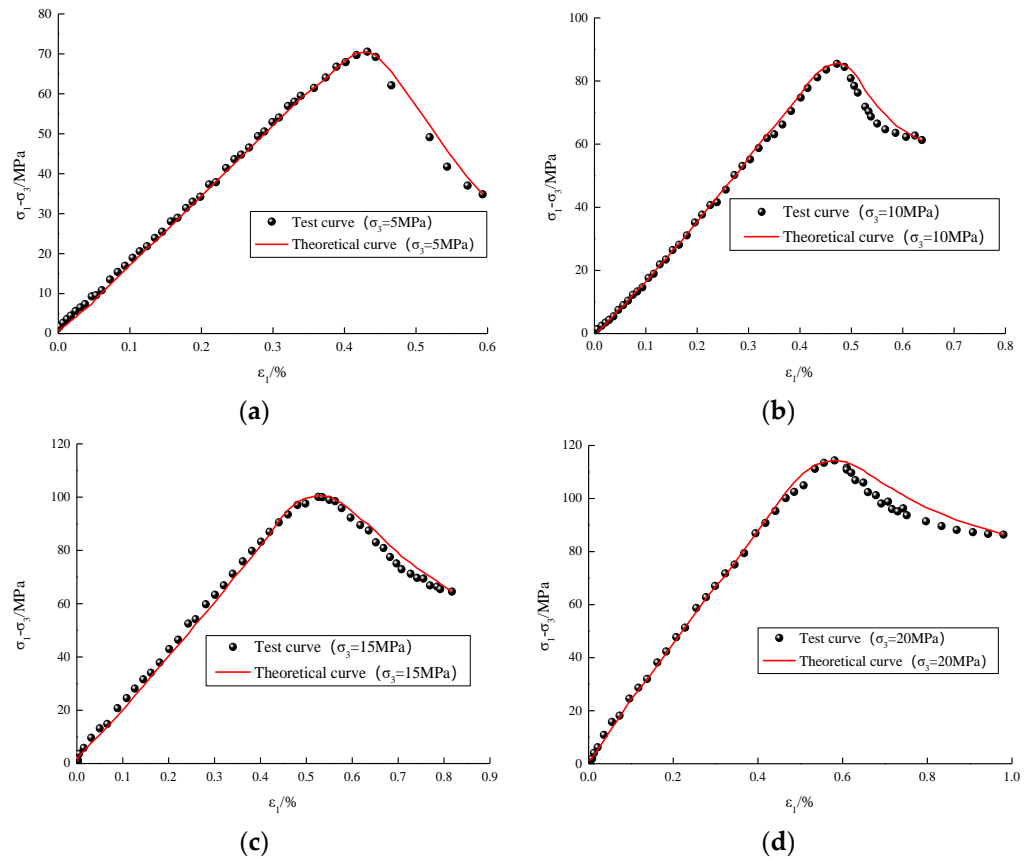 80
70
60
50
40
30
20
10
0
σ₁-σ₃/MPa
Test curve (σ₃=5MPa)
Theoretical curve (σ₃=5MPa)
0.0 0.1 0.2 0.3 0.4 0.5 0.6
ε₁/%
(a)
100
80
60
40
20
0
σ₁-σ₃/MPa
Test curve (σ₃=10MPa)
Theoretical curve (σ₃=10MPa)
0.0 0.1 0.2 0.3 0.4 0.5 0.6 0.7 0.8
ε₁/%
(b)
120
100
80
60
40
20
0
σ₁-σ₃/MPa
Test curve (σ₃=15MPa)
Theoretical curve (σ₃=15MPa)
0.0 0.1 0.2 0.3 0.4 0.5 0.6 0.7 0.8 0.9
ε₁/%
(c)
120
100
80
60
40
20
0
σ₁-σ₃/MPa
Test curve (σ₃=20MPa)
Theoretical curve (σ₃=20MPa)
0.0 0.2 0.4 0.6 0.8 1.0
ε₁/%
(d)